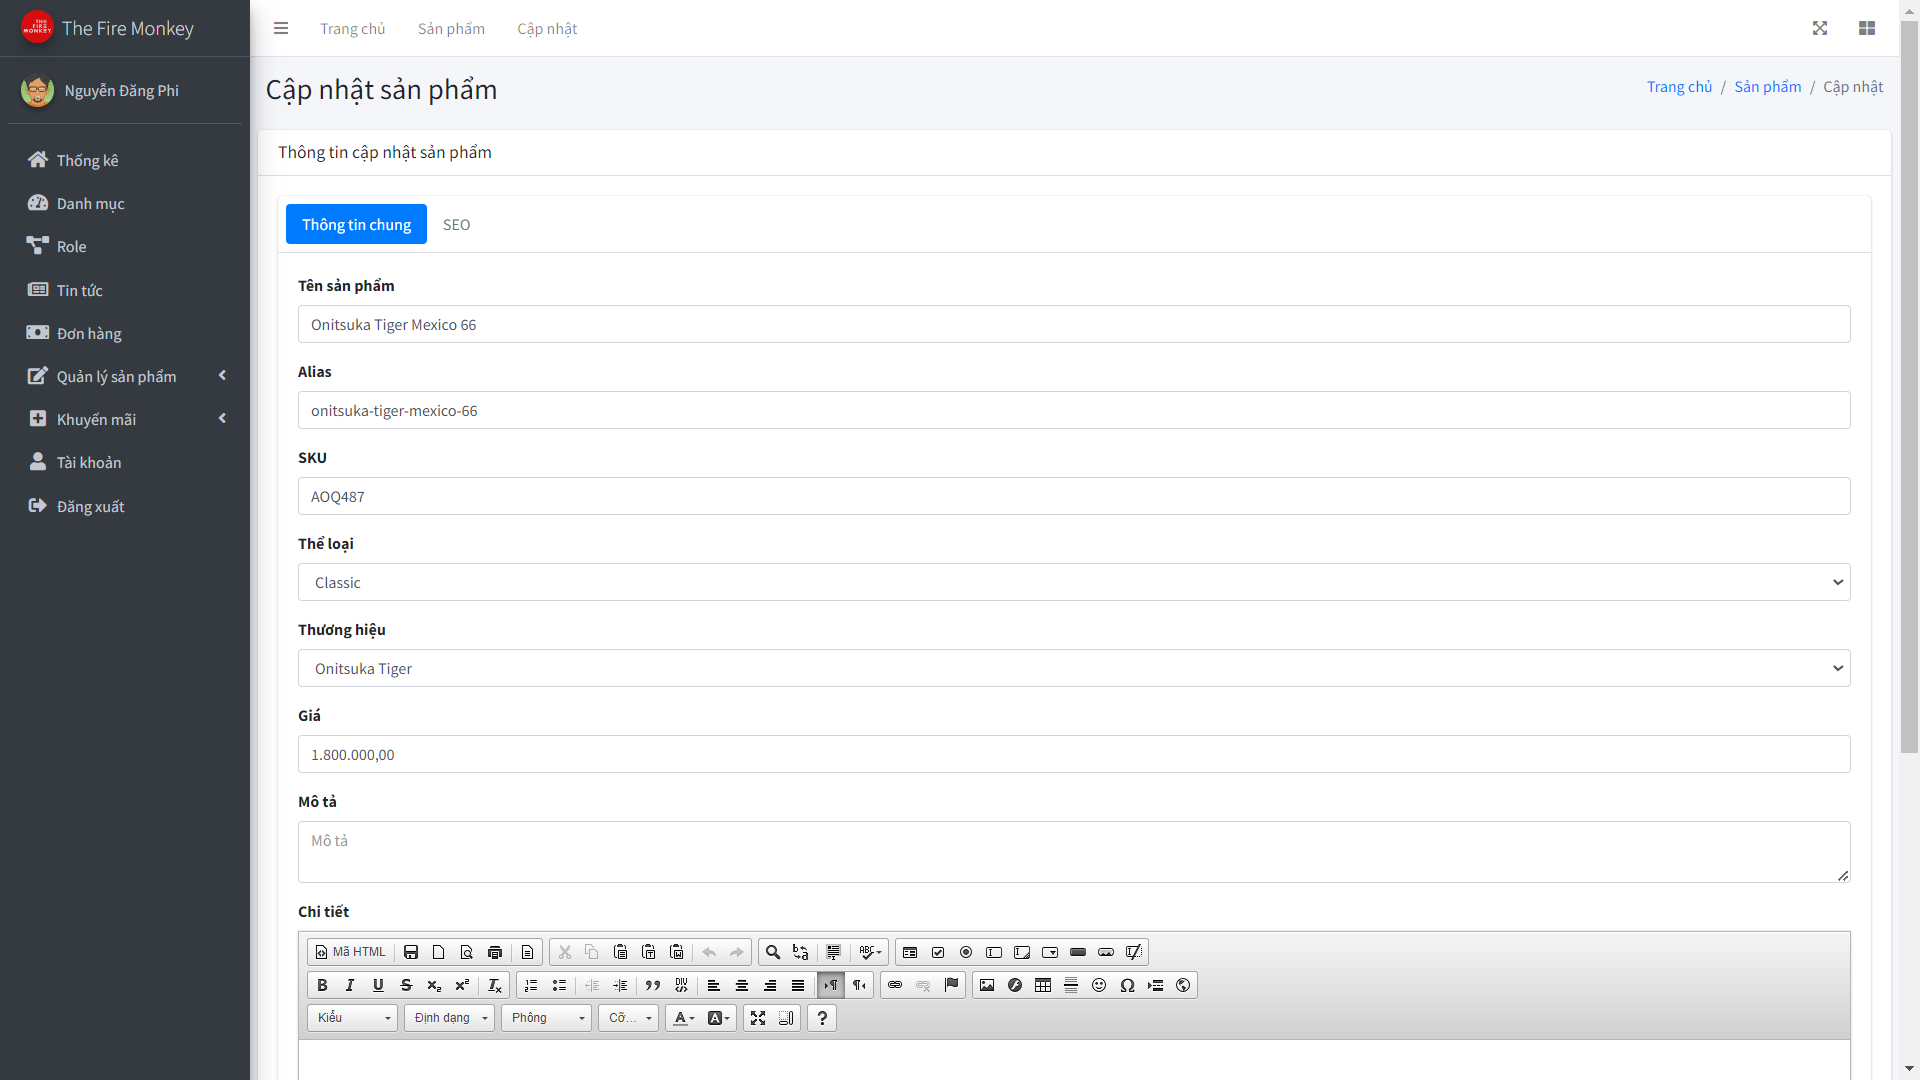 THE FIRE MONKEY
The Fire Monkey
Nguyễn Đăng Phi
Thống kê
Danh mục
Role
Tin tức
Đơn hàng
Quản lý sản phẩm
Khuyến mãi
Tài khoản
Đăng xuất
Trang chủ Sản phẩm Cập nhật
Cập nhật sản phẩm
Trang chủ / Sản phẩm / Cập nhật
Thông tin cập nhật sản phẩm
Thông tin chung SEO
Tên sản phẩm
Onitsuka Tiger Mexico 66
Alias
onitsuka-tiger-mexico-66
SKU
AOQ487
Thể loại
Classic
Thương hiệu
Onitsuka Tiger
Giá
1.800.000,00
Mô tả
Mô tả
Chi tiết
Mã HTML
Kiểu Định dạng Phông Cỡ...